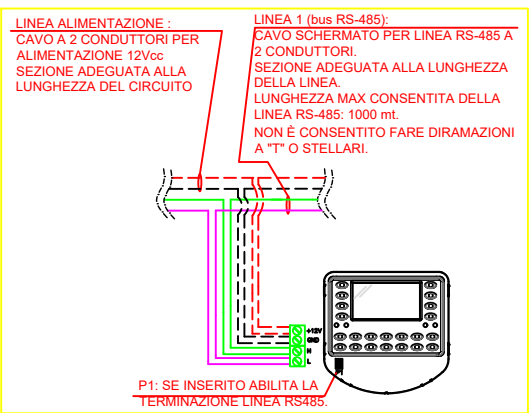 LINEA ALIMENTAZIONE :
CAVO A 2 CONDUTTORI PER
ALIMENTAZIONE 12Vcc
SEZIONE ADEGUATA ALLA
LUNGHEZZA DEL CIRCUITO
LINEA 1 (bus RS-485):
CAVO SCHERMATO PER LINEA RS-485 A
2 CONDUTTORI.
SEZIONE ADEGUATA ALLA LUNGHEZZA
DELLA LINEA.
LUNGHEZZA MAX CONSENTITA DELLA
LINEA RS-485: 1000 mt.
NON È CONSENTITO FARE DIRAMAZIONI
A "T" O STELLARI.
+12V
GND
H
L
P1: SE INSERITO ABILITA LA
TERMINAZIONE LINEA RS485.